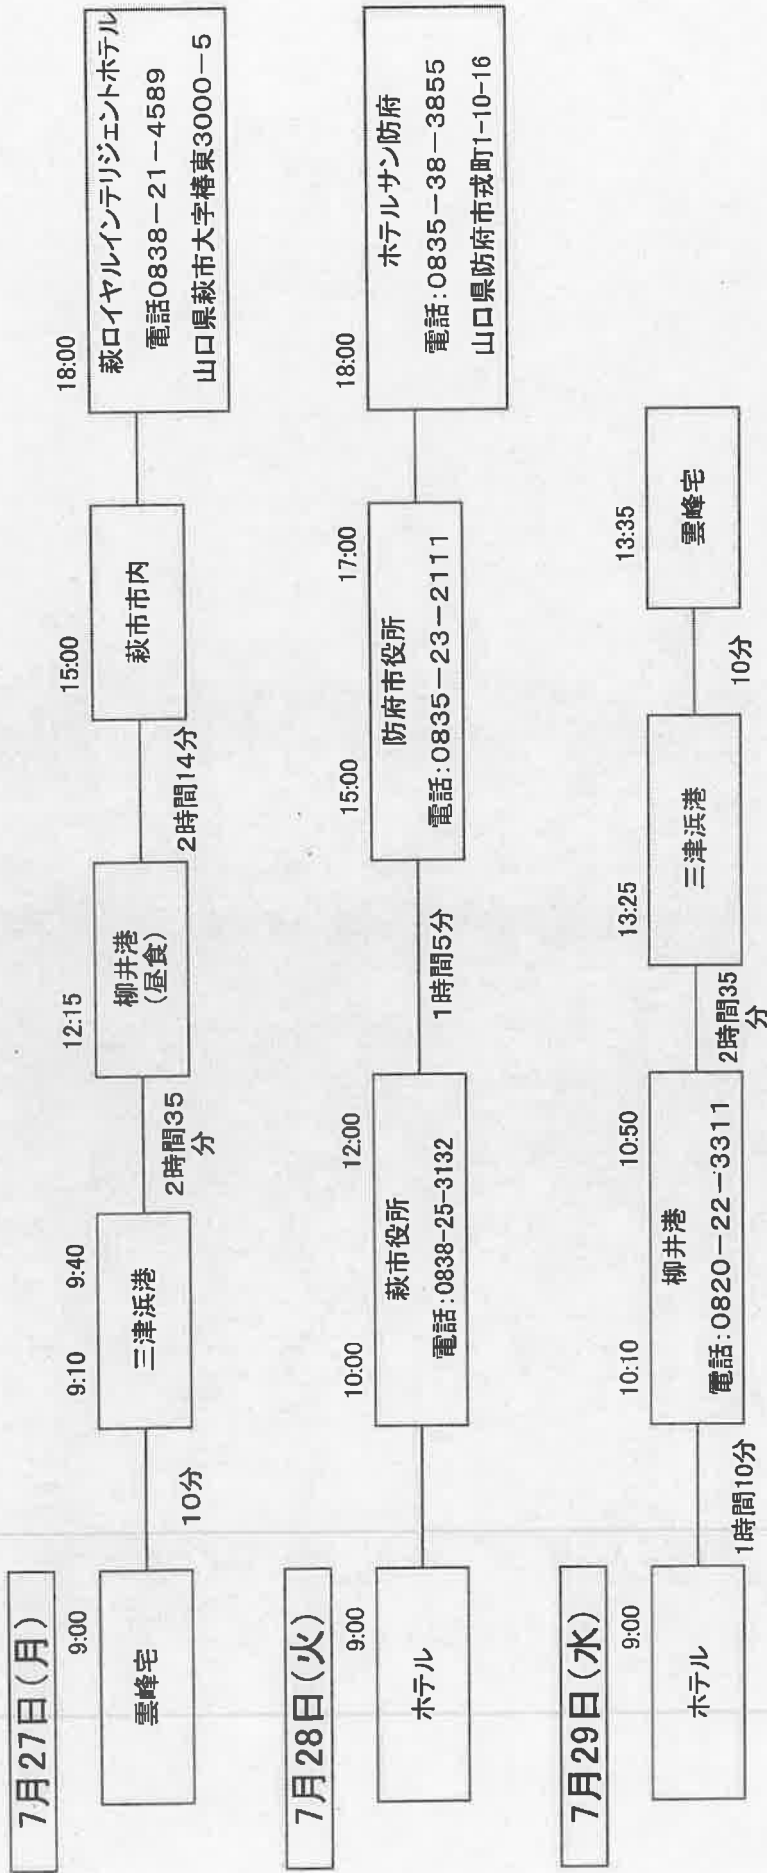 7月27日(月)
9:00
雲峰宅
10分
9:10
9:40
三津浜港
2時間35
分
12:15
柳井港
(昼食)
2時間14分
15:00
萩市市内
18:00
萩ロイヤルインテリジェントホテル
電話0838-21-4589
山口県萩市大字椿東3000-5
7月28日(火)
9:00
ホテル
10:00
12:00
萩市役所
電話:0838-25-3132
1時間5分
15:00
17:00
防府市役所
電話:0835-23-2111
18:00
ホテルサン防府
電話:0835-38-3855
山口県防府市戎町1-10-16
7月29日(水)
9:00
ホテル
1時間10分
10:10
10:50
柳井港
電話:0820-22-3311
2時間35
分
13:25
三津浜港
10分
13:35
雲峰宅